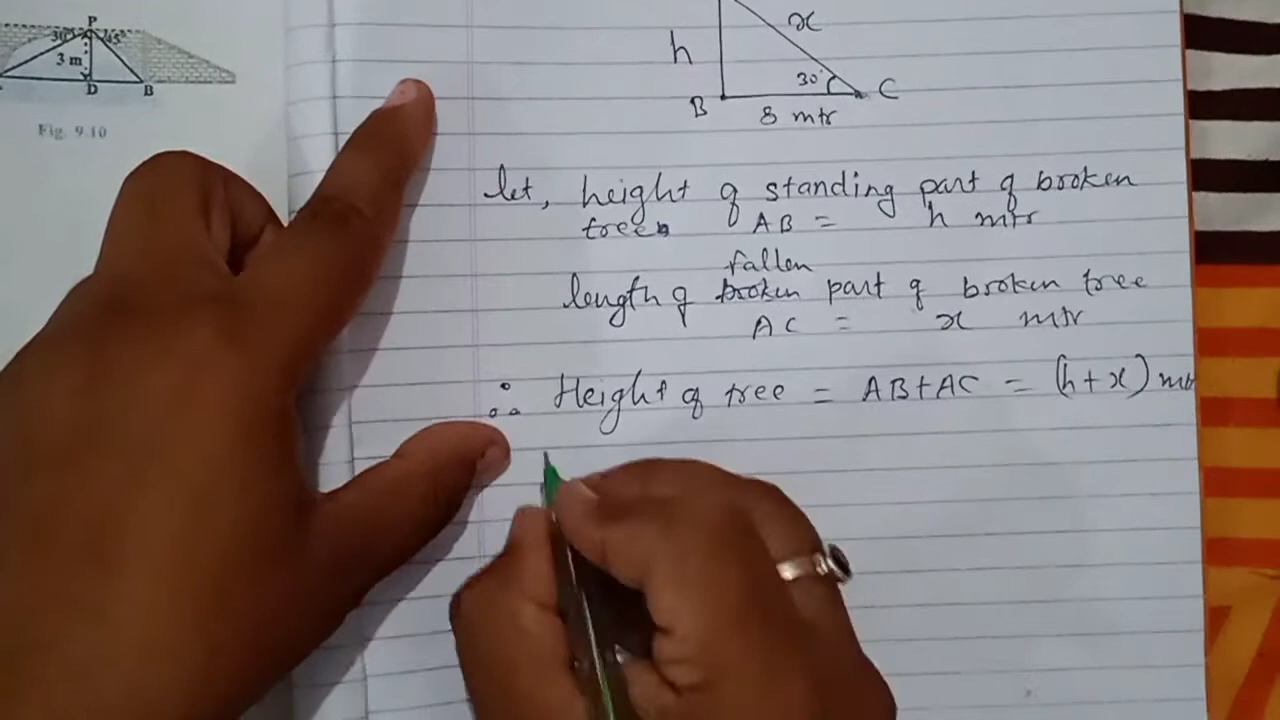 P
30° 45°
3 m
D B
Fig. 9.10
x
h
30°
B C
8 mtr
let, height of standing part of broken
tree AB = h mtr
fallen
length of broken part of broken tree
AC = x mtr
∴ Height of tree = AB+AC = (h+x) mtr